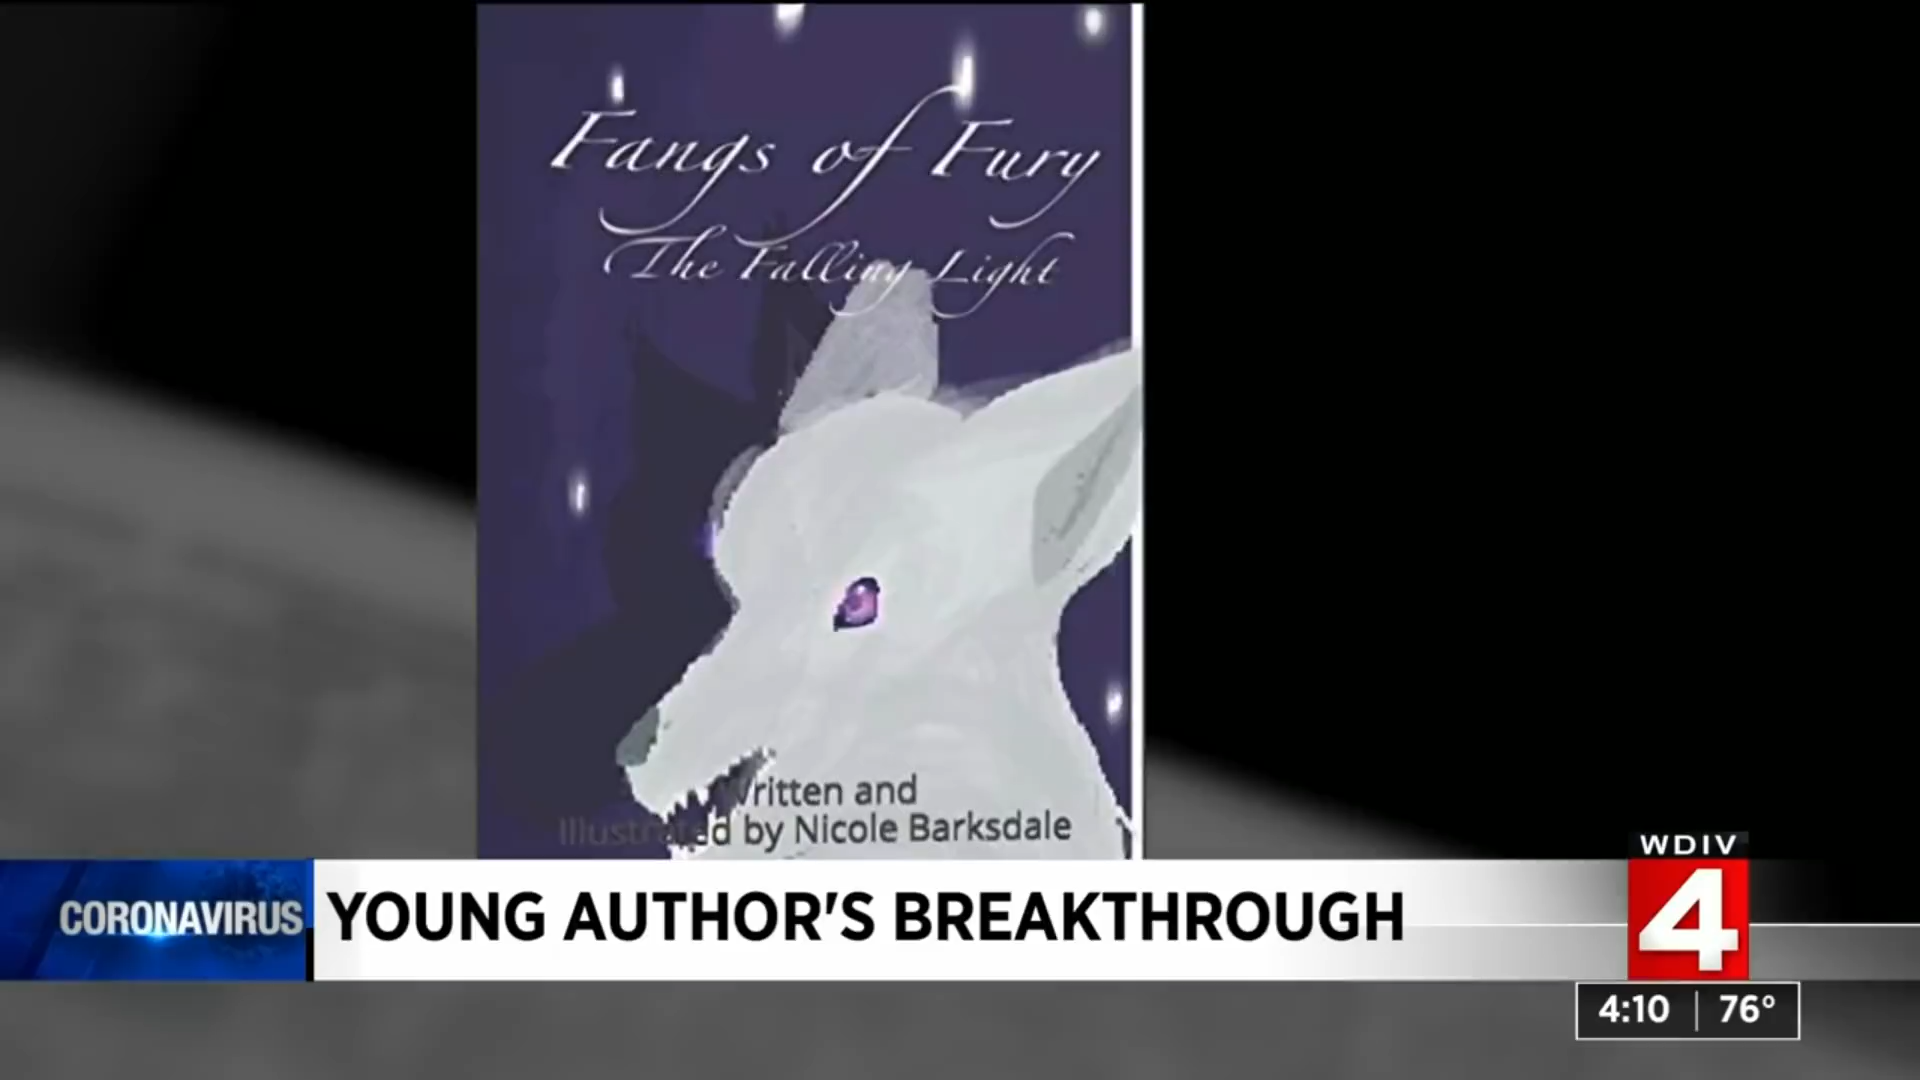 Fangs of Fury
The Falling Light
Written and
Illustrated by Nicole Barksdale
WDIV
CORONAVIRUS YOUNG AUTHOR'S BREAKTHROUGH
4
4:10 | 76°